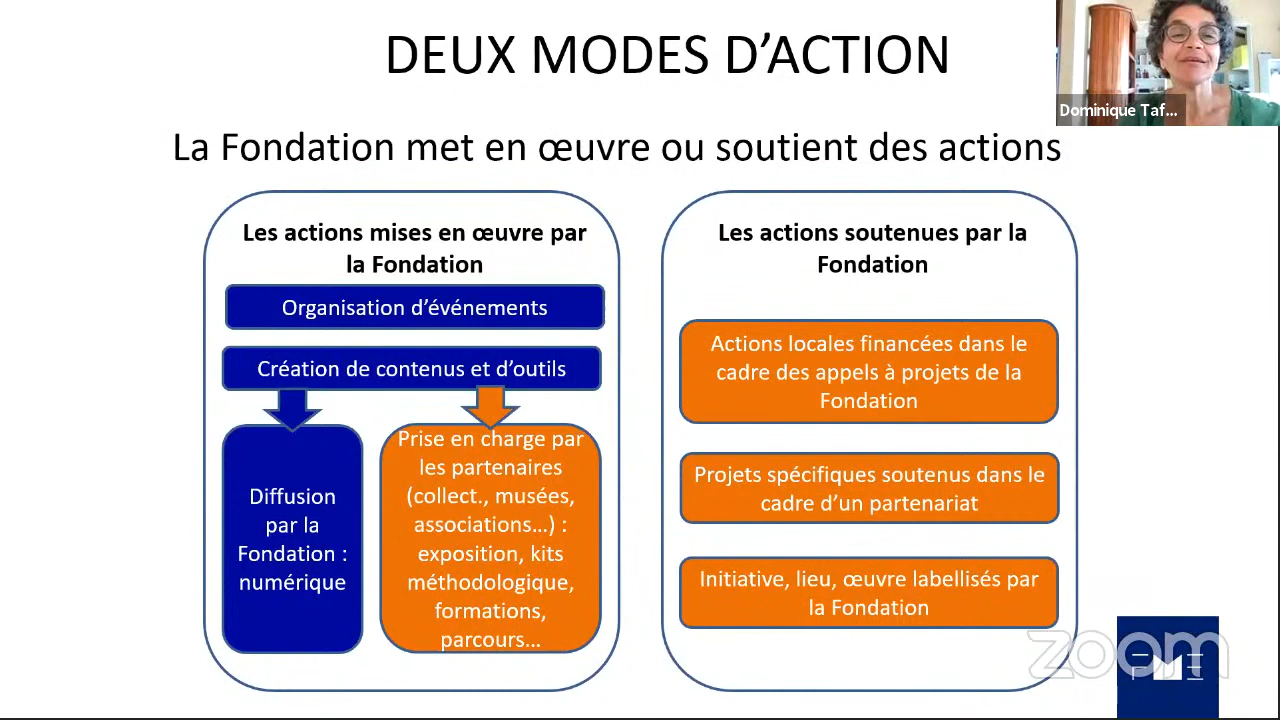 DEUX MODES D'ACTION
Dominique Taf...
La Fondation met en œuvre ou soutient des actions
Les actions mises en œuvre par
la Fondation
Organisation d'événements
Création de contenus et d'outils
Diffusion
par la
Fondation :
numérique
Prise en charge par
les partenaires
(collect., musées,
associations...) :
exposition, kits
méthodologique,
formations,
parcours...
Les actions soutenues par la
Fondation
Actions locales financées dans le
cadre des appels à projets de la
Fondation
Projets spécifiques soutenus dans le
cadre d'un partenariat
Initiative, lieu, œuvre labellisés par
la Fondation
zoom
FME